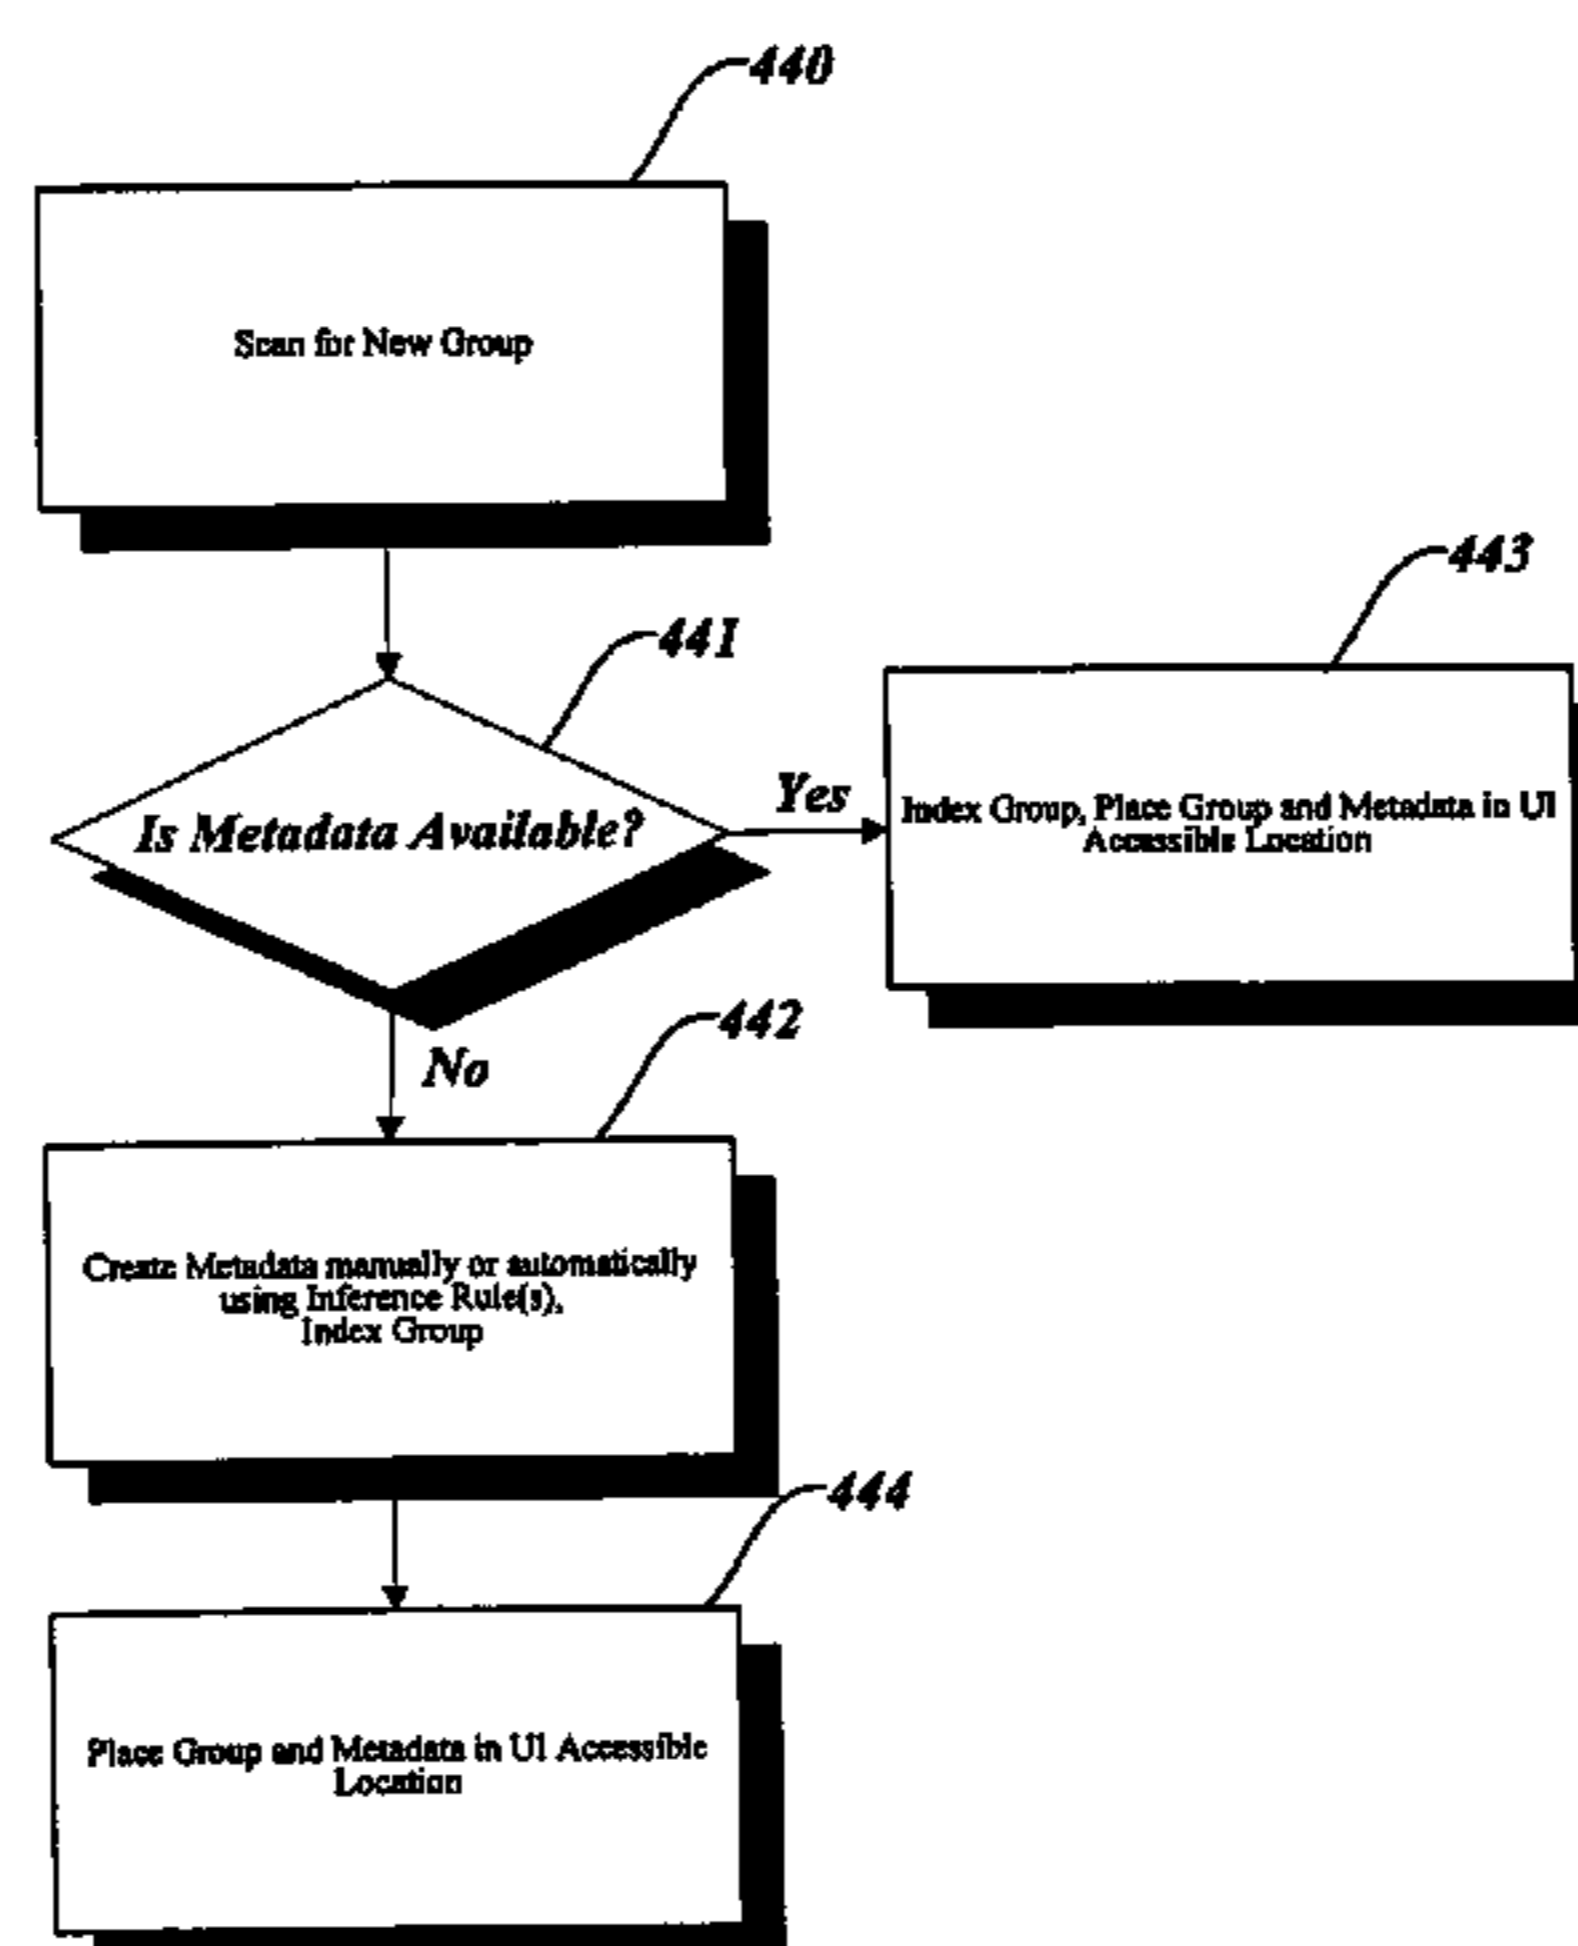 440
Scan for New Group
441
Is Metadata Available?
Yes
443
Index Group, Place Group and Metadata in UI
Accessible Location
No
442
Create Metadata manually or automatically
using Inference Rule(s),
Index Group
444
Place Group and Metadata in UI Accessible
Location